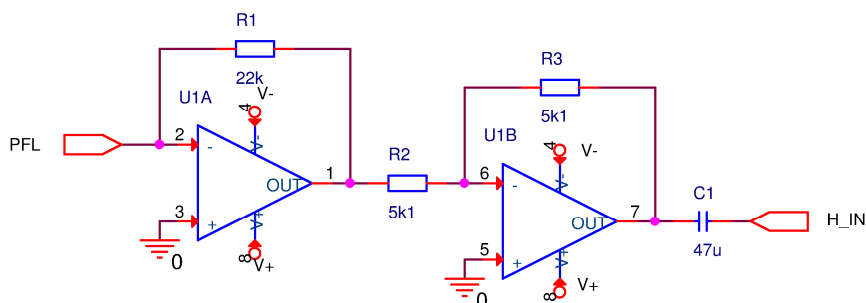 R1
22k
U1A
4
V-
V-
PFL
2
-
OUT
1
3
+
V+
8
V+
0
R2
5k1
R3
5k1
U1B
4
V-
V-
6
-
OUT
7
5
+
V+
8
V+
0
C1
47u
H_IN